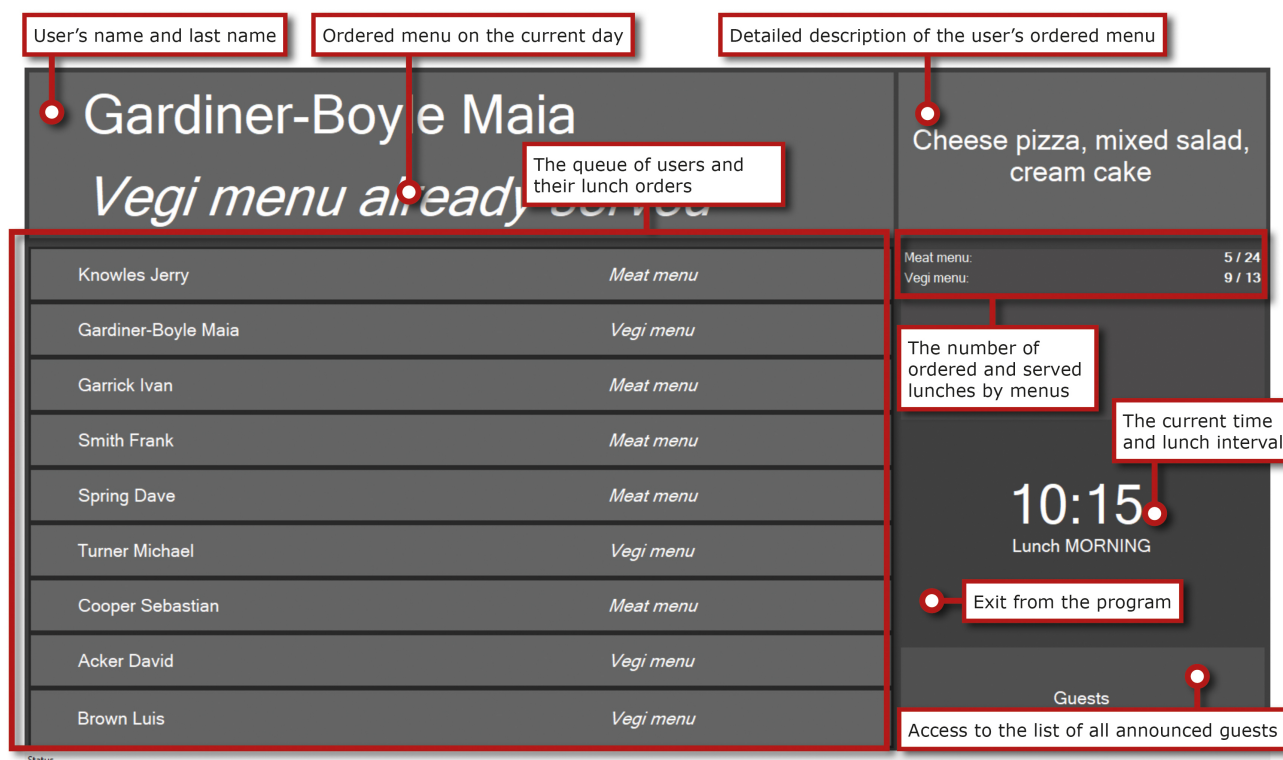 User's name and last name
Ordered menu on the current day
Detailed description of the user's ordered menu
Gardiner-Boyle Maia
Vegi menu already served
Cheese pizza, mixed salad,
cream cake
The queue of users and
their lunch orders
Meat menu: 5 / 24
Vegi menu: 9 / 13
Knowles Jerry Meat menu
Gardiner-Boyle Maia Vegi menu
Garrick Ivan Meat menu
Smith Frank Meat menu
Spring Dave Meat menu
Turner Michael Vegi menu
Cooper Sebastian Meat menu
Acker David Vegi menu
Brown Luis Vegi menu
The number of
ordered and served
lunches by menus
The current time
and lunch interval
10:15
Lunch MORNING
Exit from the program
Guests
Access to the list of all announced guests
Status